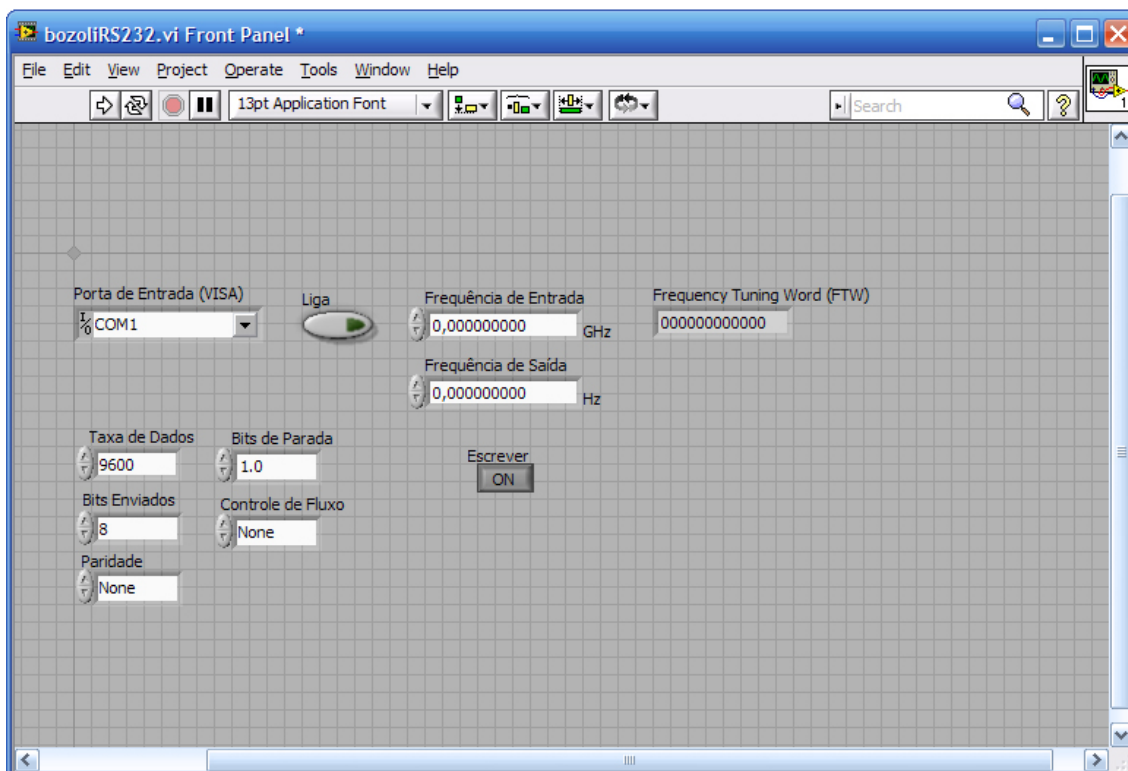 bozoliRS232.vi Front Panel *
File Edit View Project Operate Tools Window Help
13pt Application Font
Search
1
Porta de Entrada (VISA)
COM1
Liga
Frequência de Entrada
0,000000000 GHz
Frequency Tuning Word (FTW)
000000000000
Frequência de Saída
0,000000000 Hz
Taxa de Dados
9600
Bits de Parada
1.0
Escrever
ON
Bits Enviados
8
Controle de Fluxo
None
Paridade
None